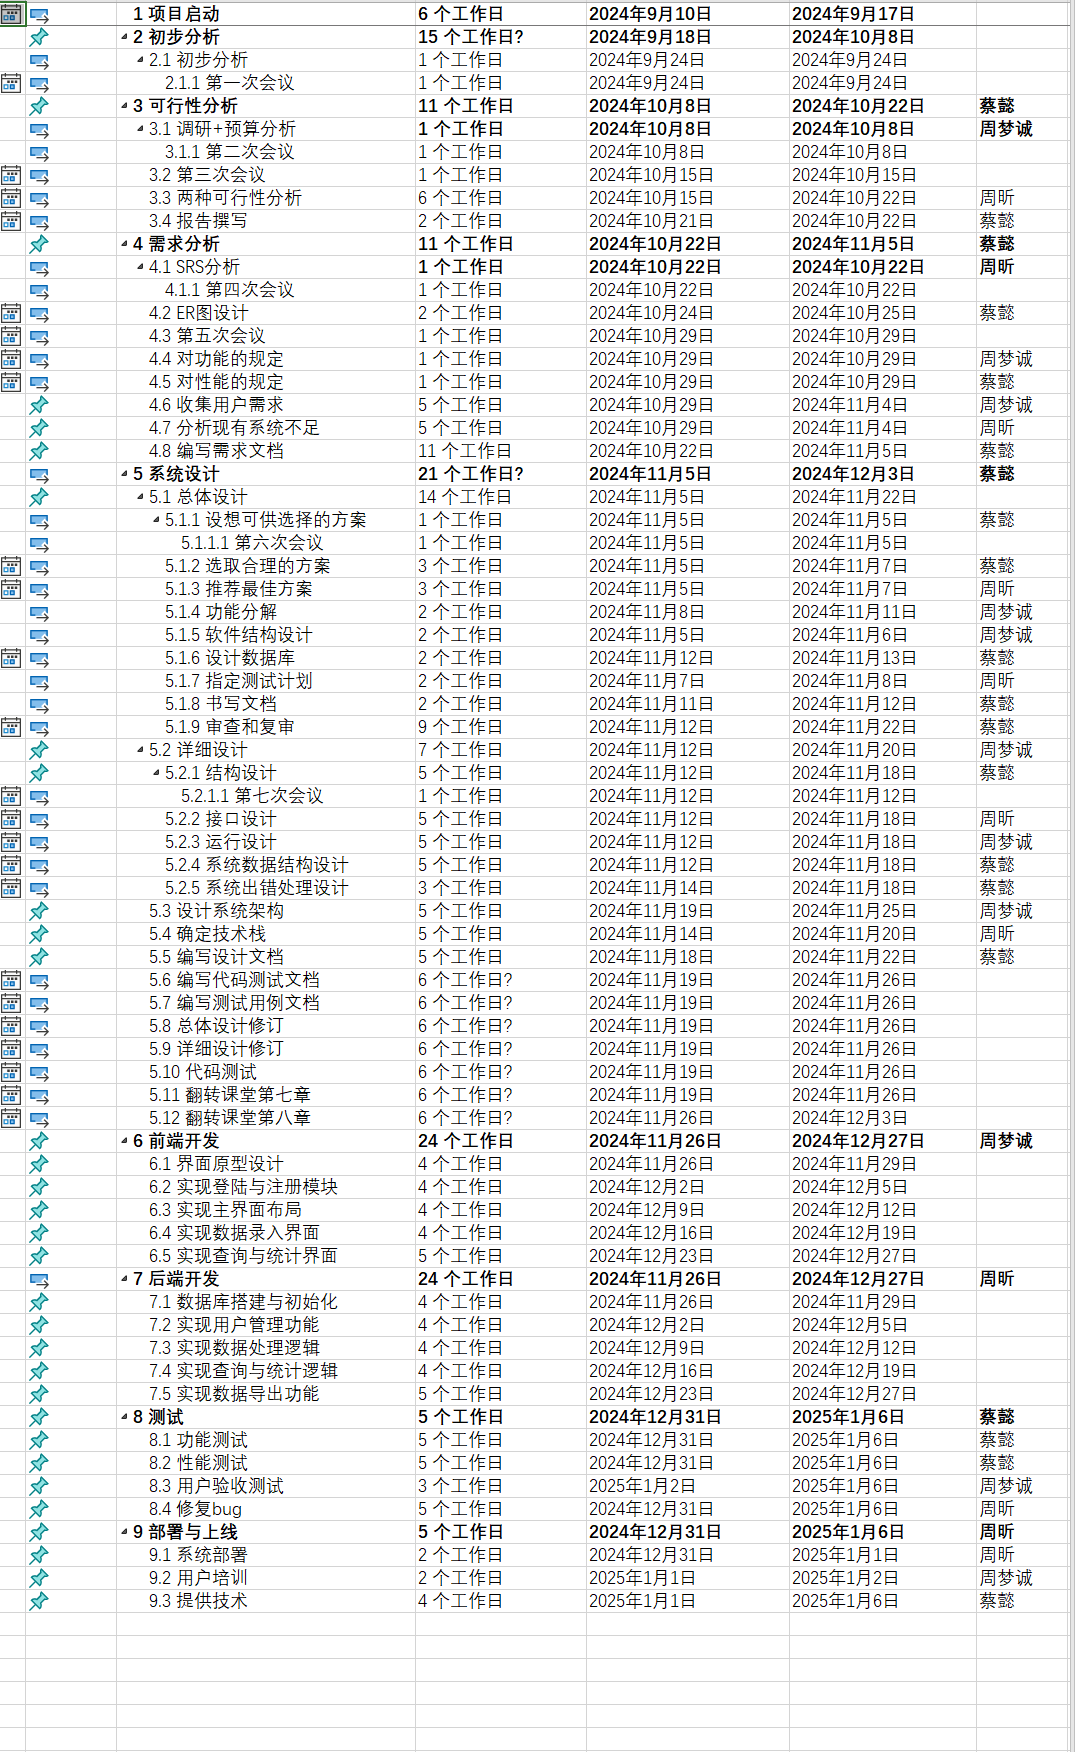 1 项目启动 6 个工作日 2024年9月10日 2024年9月17日
2 初步分析 15 个工作日? 2024年9月18日 2024年10月8日
2.1 初步分析 1 个工作日 2024年9月24日 2024年9月24日
2.1.1 第一次会议 1 个工作日 2024年9月24日 2024年9月24日
3 可行性分析 11 个工作日 2024年10月8日 2024年10月22日 蔡懿
3.1 调研+预算分析 1 个工作日 2024年10月8日 2024年10月8日 周梦诚
3.1.1 第二次会议 1 个工作日 2024年10月8日 2024年10月8日
3.2 第三次会议 1 个工作日 2024年10月15日 2024年10月15日
3.3 两种可行性分析 6 个工作日 2024年10月15日 2024年10月22日 周昕
3.4 报告撰写 2 个工作日 2024年10月21日 2024年10月22日 蔡懿
4 需求分析 11 个工作日 2024年10月22日 2024年11月5日 蔡懿
4.1 SRS分析 1 个工作日 2024年10月22日 2024年10月22日 周昕
4.1.1 第四次会议 1 个工作日 2024年10月22日 2024年10月22日
4.2 ER图设计 2 个工作日 2024年10月24日 2024年10月25日 蔡懿
4.3 第五次会议 1 个工作日 2024年10月29日 2024年10月29日
4.4 对功能的规定 1 个工作日 2024年10月29日 2024年10月29日 周梦诚
4.5 对性能的规定 1 个工作日 2024年10月29日 2024年10月29日 蔡懿
4.6 收集用户需求 5 个工作日 2024年10月29日 2024年11月4日 周梦诚
4.7 分析现有系统不足 5 个工作日 2024年10月29日 2024年11月4日 周昕
4.8 编写需求文档 11 个工作日 2024年10月22日 2024年11月5日 蔡懿
5 系统设计 21 个工作日? 2024年11月5日 2024年12月3日 蔡懿
5.1 总体设计 14 个工作日 2024年11月5日 2024年11月22日
5.1.1 设想可供选择的方案 1 个工作日 2024年11月5日 2024年11月5日 蔡懿
5.1.1.1 第六次会议 1 个工作日 2024年11月5日 2024年11月5日
5.1.2 选取合理的方案 3 个工作日 2024年11月5日 2024年11月7日 蔡懿
5.1.3 推荐最佳方案 3 个工作日 2024年11月5日 2024年11月7日 周昕
5.1.4 功能分解 2 个工作日 2024年11月8日 2024年11月11日 周梦诚
5.1.5 软件结构设计 2 个工作日 2024年11月5日 2024年11月6日 周梦诚
5.1.6 设计数据库 2 个工作日 2024年11月12日 2024年11月13日 蔡懿
5.1.7 指定测试计划 2 个工作日 2024年11月7日 2024年11月8日 周昕
5.1.8 书写文档 2 个工作日 2024年11月11日 2024年11月12日 蔡懿
5.1.9 审查和复审 9 个工作日 2024年11月12日 2024年11月22日 蔡懿
5.2 详细设计 7 个工作日 2024年11月12日 2024年11月20日 周梦诚
5.2.1 结构设计 5 个工作日 2024年11月12日 2024年11月18日 蔡懿
5.2.1.1 第七次会议 1 个工作日 2024年11月12日 2024年11月12日
5.2.2 接口设计 5 个工作日 2024年11月12日 2024年11月18日 周昕
5.2.3 运行设计 5 个工作日 2024年11月12日 2024年11月18日 周梦诚
5.2.4 系统数据结构设计 5 个工作日 2024年11月12日 2024年11月18日 蔡懿
5.2.5 系统出错处理设计 3 个工作日 2024年11月14日 2024年11月18日 蔡懿
5.3 设计系统架构 5 个工作日 2024年11月19日 2024年11月25日 周梦诚
5.4 确定技术栈 5 个工作日 2024年11月14日 2024年11月20日 周昕
5.5 编写设计文档 5 个工作日 2024年11月18日 2024年11月22日 蔡懿
5.6 编写代码测试文档 6 个工作日? 2024年11月19日 2024年11月26日
5.7 编写测试用例文档 6 个工作日? 2024年11月19日 2024年11月26日
5.8 总体设计修订 6 个工作日? 2024年11月19日 2024年11月26日
5.9 详细设计修订 6 个工作日? 2024年11月19日 2024年11月26日
5.10 代码测试 6 个工作日? 2024年11月19日 2024年11月26日
5.11 翻转课堂第七章 6 个工作日? 2024年11月19日 2024年11月26日
5.12 翻转课堂第八章 6 个工作日? 2024年11月26日 2024年12月3日
6 前端开发 24 个工作日 2024年11月26日 2024年12月27日 周梦诚
6.1 界面原型设计 4 个工作日 2024年11月26日 2024年11月29日
6.2 实现登陆与注册模块 4 个工作日 2024年12月2日 2024年12月5日
6.3 实现主界面布局 4 个工作日 2024年12月9日 2024年12月12日
6.4 实现数据录入界面 4 个工作日 2024年12月16日 2024年12月19日
6.5 实现查询与统计界面 5 个工作日 2024年12月23日 2024年12月27日
7 后端开发 24 个工作日 2024年11月26日 2024年12月27日 周昕
7.1 数据库搭建与初始化 4 个工作日 2024年11月26日 2024年11月29日
7.2 实现用户管理功能 4 个工作日 2024年12月2日 2024年12月5日
7.3 实现数据处理逻辑 4 个工作日 2024年12月9日 2024年12月12日
7.4 实现查询与统计逻辑 4 个工作日 2024年12月16日 2024年12月19日
7.5 实现数据导出功能 5 个工作日 2024年12月23日 2024年12月27日
8 测试 5 个工作日 2024年12月31日 2025年1月6日 蔡懿
8.1 功能测试 5 个工作日 2024年12月31日 2025年1月6日 蔡懿
8.2 性能测试 5 个工作日 2024年12月31日 2025年1月6日 蔡懿
8.3 用户验收测试 3 个工作日 2025年1月2日 2025年1月6日 周梦诚
8.4 修复bug 5 个工作日 2024年12月31日 2025年1月6日 周昕
9 部署与上线 5 个工作日 2024年12月31日 2025年1月6日 周昕
9.1 系统部署 2 个工作日 2024年12月31日 2025年1月1日 周昕
9.2 用户培训 2 个工作日 2025年1月1日 2025年1月2日 周梦诚
9.3 提供技术 4 个工作日 2025年1月1日 2025年1月6日 蔡懿